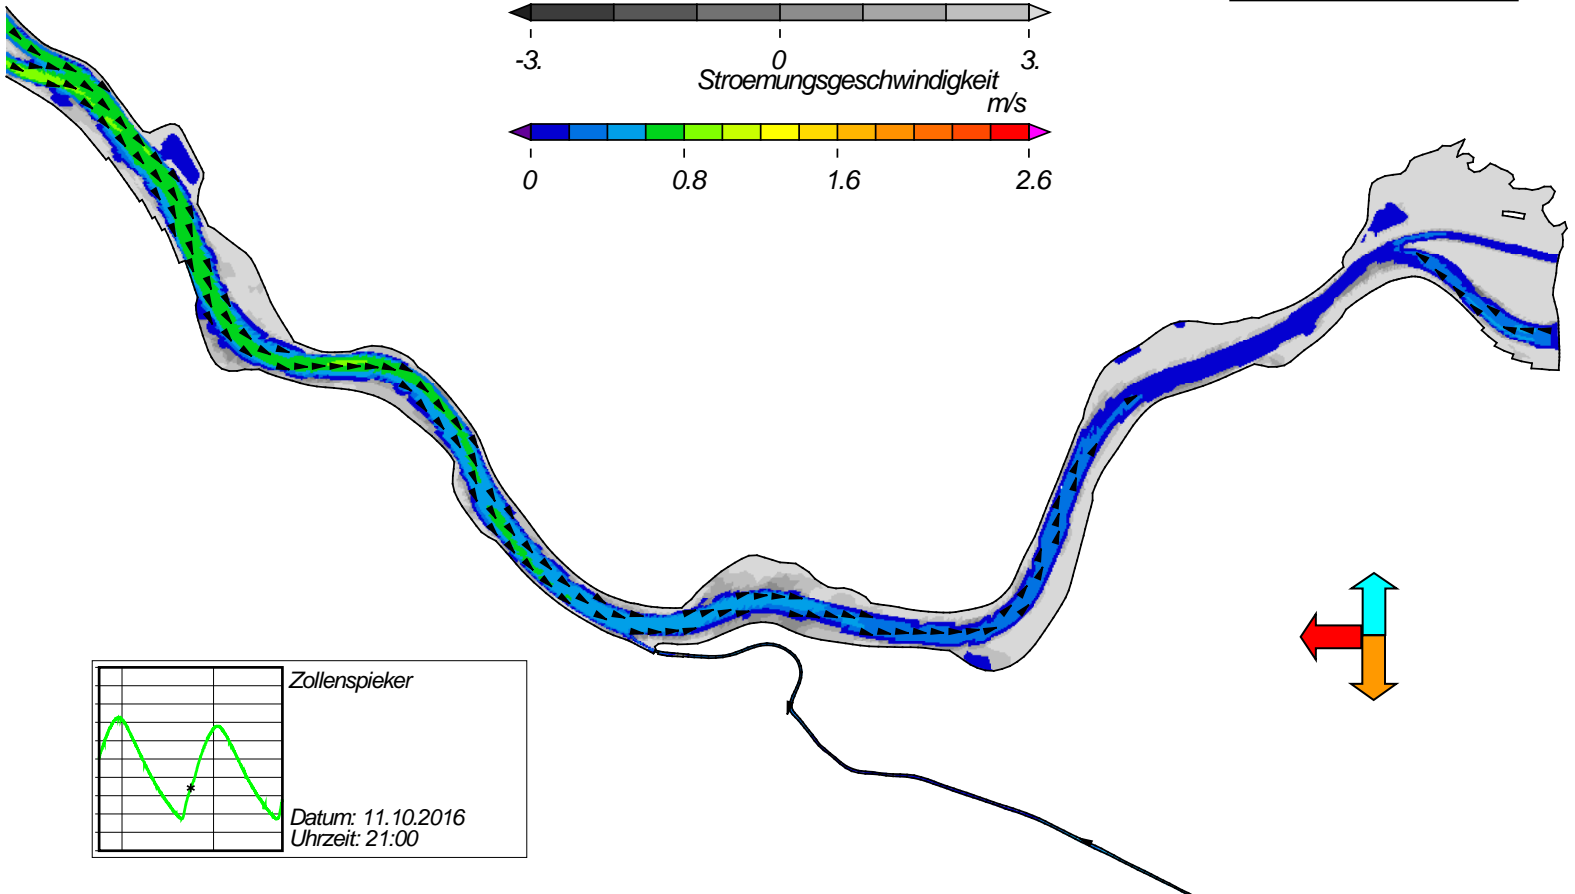 -3. 0 3.
Stroemungsgeschwindigkeit
m/s
0 0.8 1.6 2.6
Zollenspieker
Datum: 11.10.2016
Uhrzeit: 21:00